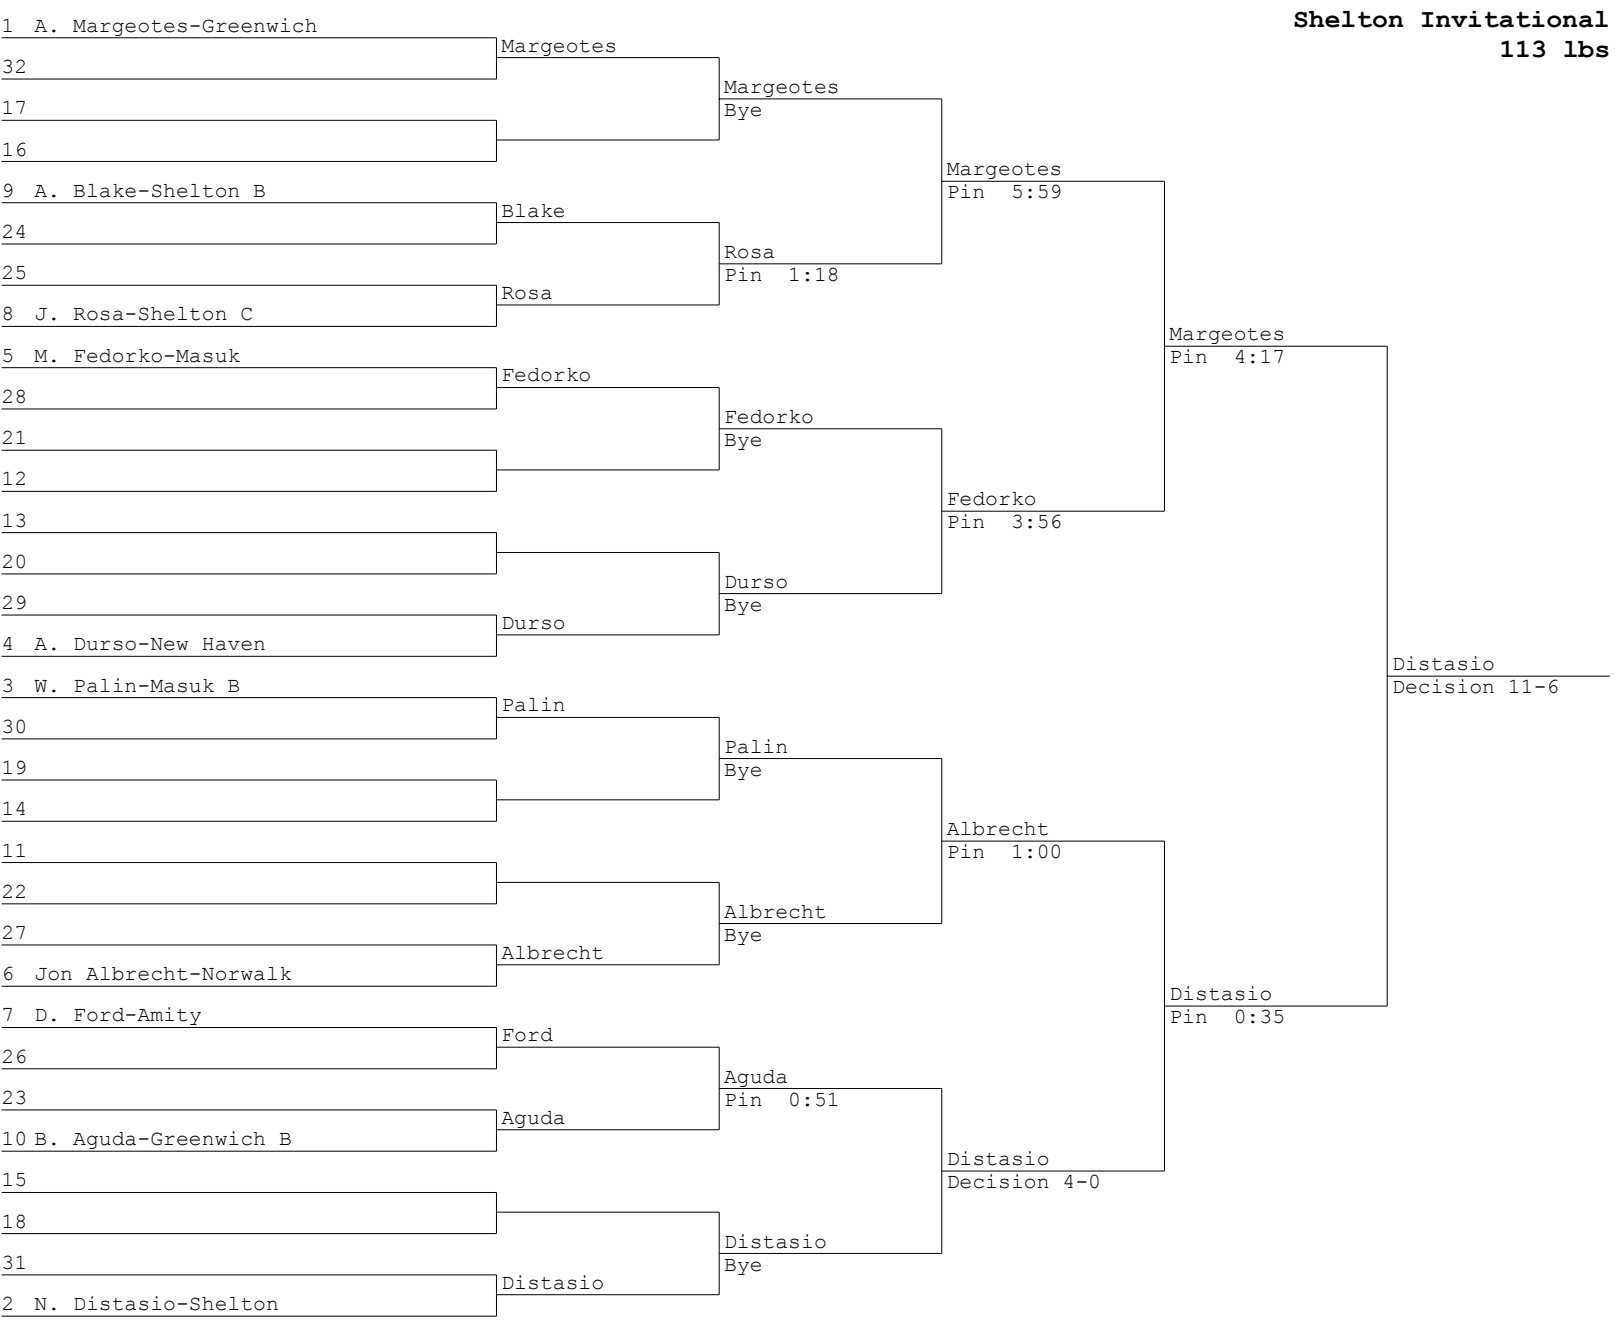 Shelton Invitational
113 lbs
1 A. Margeotes-Greenwich
32
17
16
9 A. Blake-Shelton B
24
25
8 J. Rosa-Shelton C
5 M. Fedorko-Masuk
28
21
12
13
20
29
4 A. Durso-New Haven
3 W. Palin-Masuk B
30
19
14
11
22
27
6 Jon Albrecht-Norwalk
7 D. Ford-Amity
26
23
10 B. Aguda-Greenwich B
15
18
31
2 N. Distasio-Shelton
Margeotes
Blake
Rosa
Fedorko
Durso
Palin
Albrecht
Ford
Aguda
Distasio
Margeotes
Bye
Rosa
Pin 1:18
Fedorko
Bye
Durso
Bye
Palin
Bye
Albrecht
Bye
Aguda
Pin 0:51
Distasio
Bye
Margeotes
Pin 5:59
Fedorko
Pin 3:56
Albrecht
Pin 1:00
Distasio
Decision 4-0
Margeotes
Pin 4:17
Distasio
Pin 0:35
Distasio
Decision 11-6